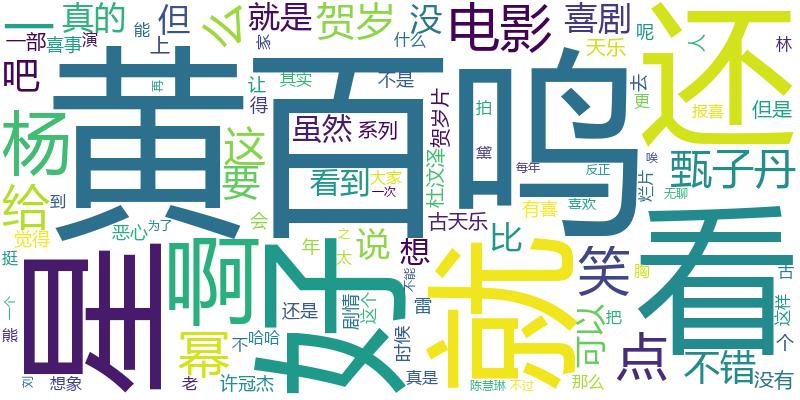 一
真的
但
么
就是
贺岁
没
电影
喜剧
呢
还
人
林
一部
喜事
演
能
上
家
什么
天乐
吧
黄百鸣
再
让
得
其实
不是
去
更
报喜
但是
杨
这
要
虽然
系列
贺岁片
拍
黛
甄子丹
看到
大家
一次
杜汶泽
每年
反正
唉
烂片
无聊
给
到
会
有喜
喜欢
古天乐
觉得
恶心
为了
年
之
太
说
想
比
挺
星
啊
好
就
笑
看
胸
古
这样
个
一个
熊
幂
不
哈哈
还是
剧情
这个
不能
雷
时候
可以
把
点
不错
刘
想象
老
许冠杰
真是
陈慧琳
不过
那么
没有